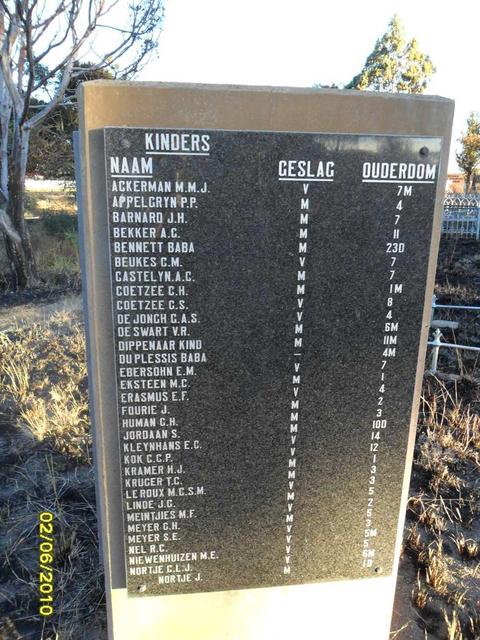 KINDERS
NAAM GESLAG OUDERDOM
ACKERMAN M.M.J. V 7M
APPELGRYN P.P. M 4
BARNARD J.H. M 7
BEKKER A.G. M 11
BENNETT BABA M 23D
BEUKES C.M. V 7
CASTELYN A.C. M 7
COETZEE C.H. M 1M
COETZEE C.S. V 8
DE JONGH C.A.S. V 4
DE SWART V.R. M 6M
DIPPENAAR KIND M 11M
DU PLESSIS BABA – 4M
EBERSOHN E.M. V 7
EKSTEEN M.C. M 1
ERASMUS E.F. V 4
FOURIE J. M 2
HUMAN C.H. M 3
JORDAAN S. M 10D
KLEYNHANS E.C. V 14
KOK C.C.P. V 12
KRAMER H.J. M 1
KRUGER T.C. M 3
LE ROUX M.C.S.M. V 3
LINDE J.G. M 5
MEINTJIES M.F. V 2
MEYER G.H. M 5
MEYER S.E. V 3
NEL R.C. V 5M
NIEWENHUIZEN M.E. V 5
NORTJE C.L.J. V 6M
NORTJE J. M 1D
02/06/2010